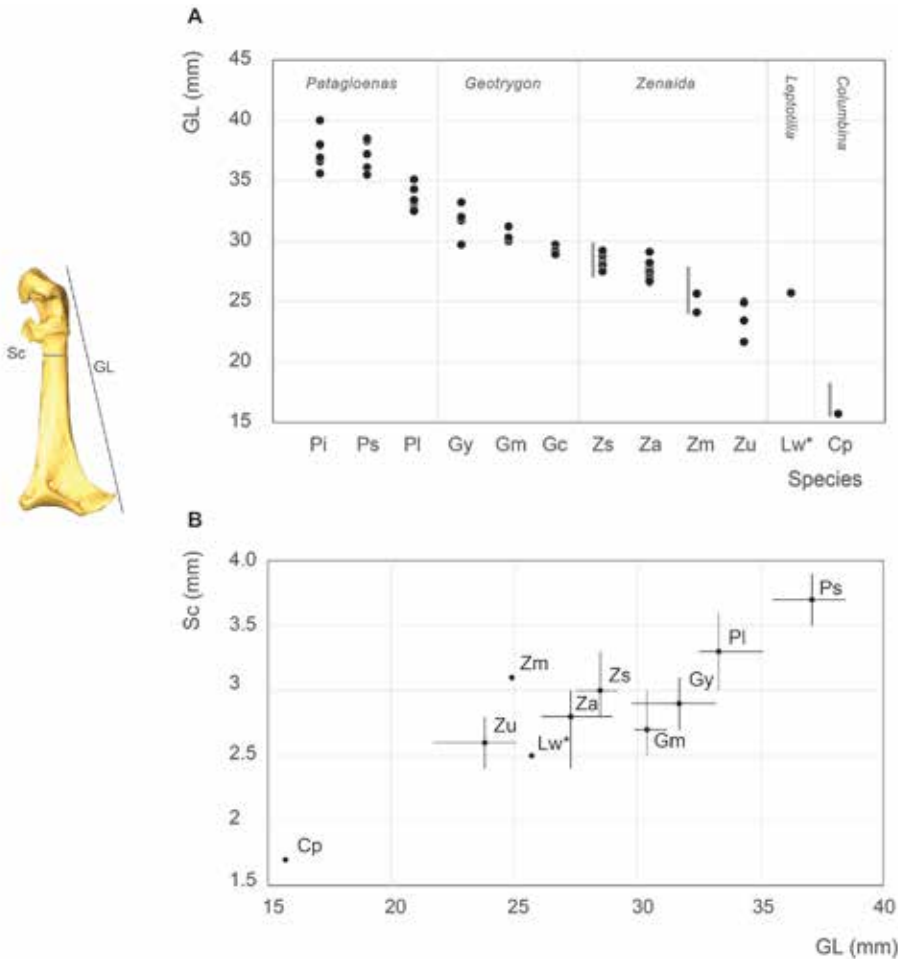 A
GL (mm)
45
40
35
30
25
20
15
Patagloenas
Geotrygon
Zenaida
Leptotilia
Columbina
Pi Ps Pl Gy Gm Gc Zs Za Zm Zu Lw* Cp
Species
Sc
GL
B
Sc (mm)
4.0
3.5
3
2.5
2
1.5
Ps
Pl
Gy
Gm
Zs
Za
Zm
Zu
Lw*
Cp
15 20 25 30 35 40
GL (mm)